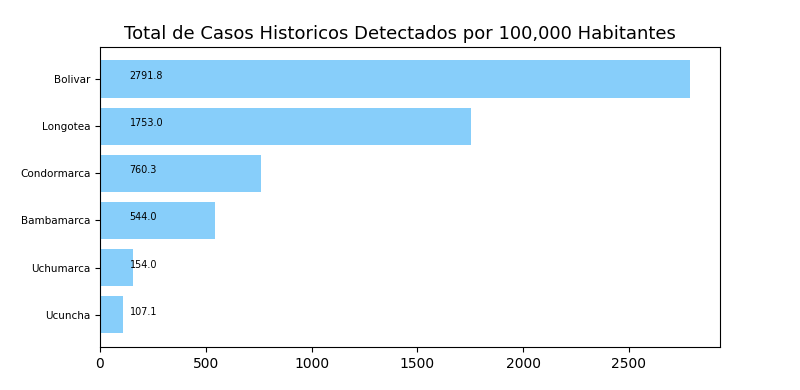 Total de Casos Historicos Detectados por 100,000 Habitantes
Bolivar 2791.8
Longotea 1753.0
Condormarca 760.3
Bambamarca 544.0
Uchumarca 154.0
Ucuncha 107.1
0 500 1000 1500 2000 2500